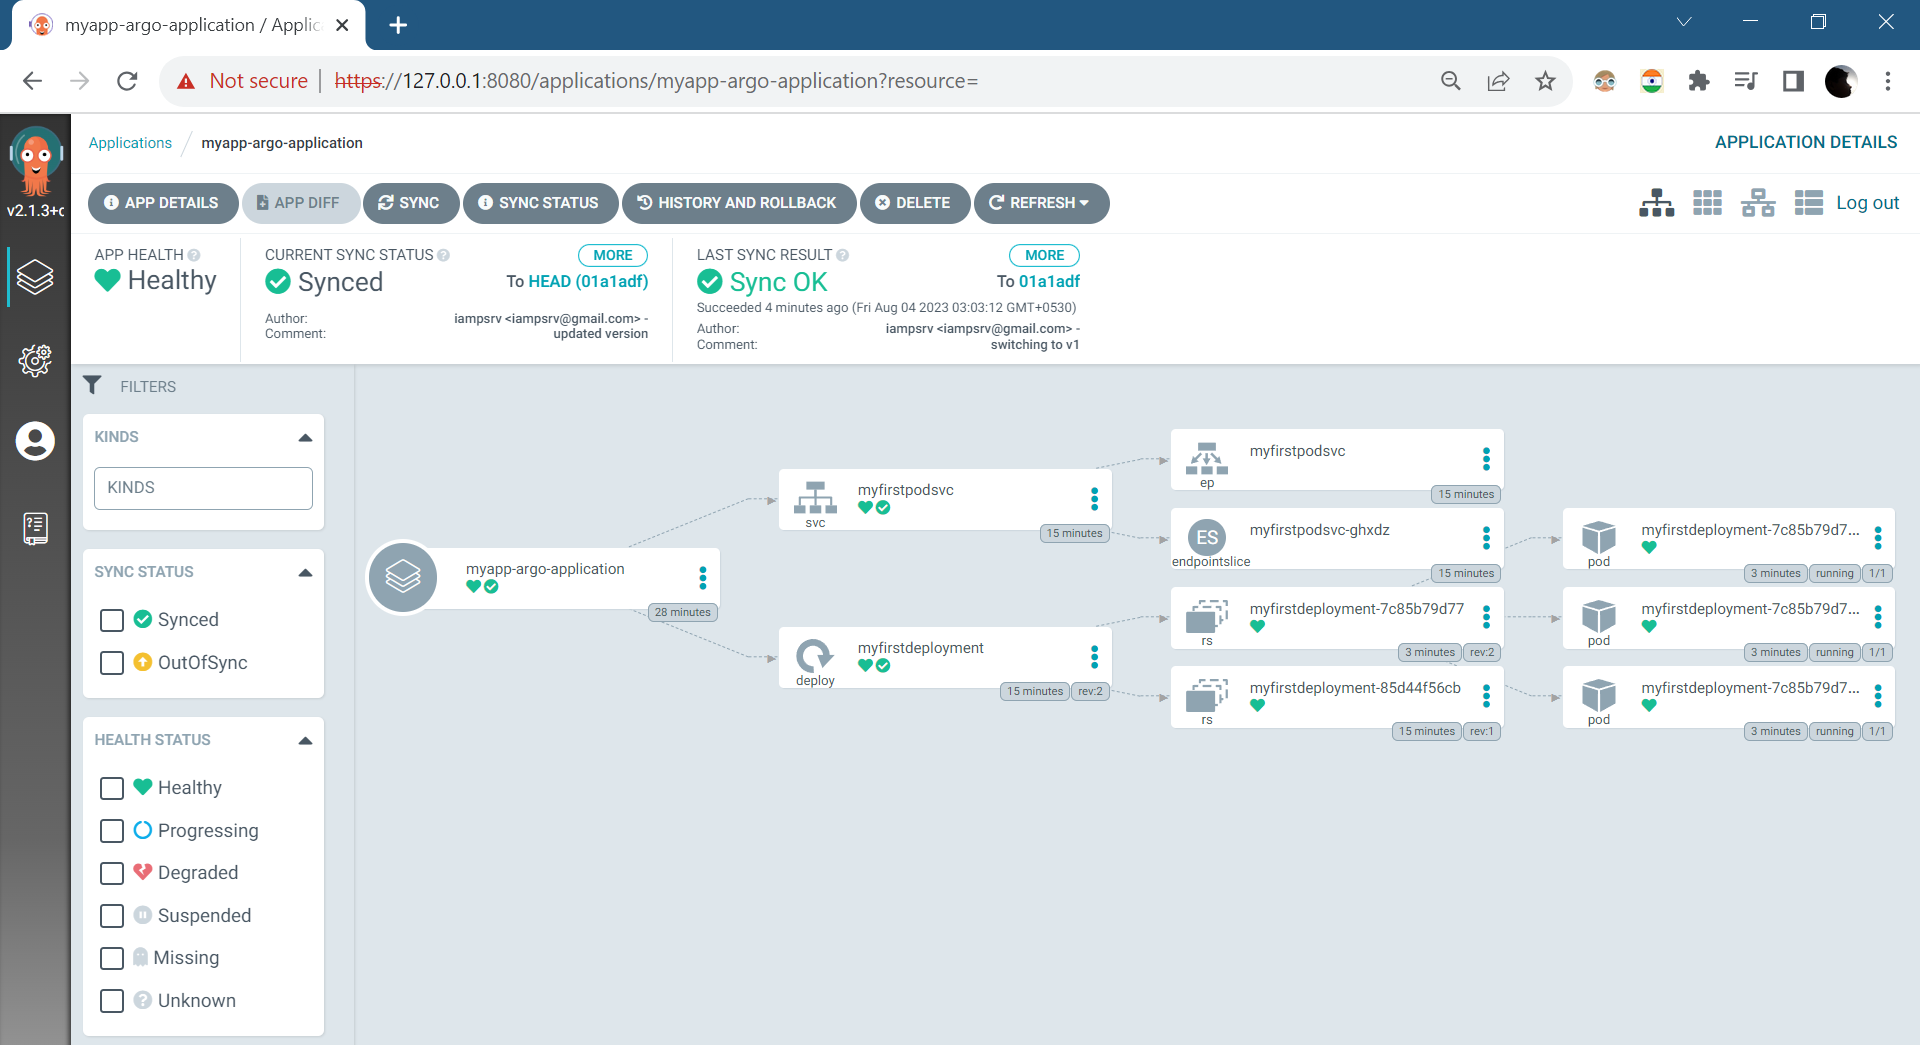 myapp-argo-application / Applic
Not secure https://127.0.0.1:8080/applications/myapp-argo-application?resource=
v2.1.3+c
Applications / myapp-argo-application
APPLICATION DETAILS
APP DETAILS
APP DIFF
SYNC
SYNC STATUS
HISTORY AND ROLLBACK
DELETE
REFRESH
Log out
APP HEALTH
Healthy
CURRENT SYNC STATUS
MORE
Synced
To HEAD (01a1adf)
Author: iampsrv <iampsrv@gmail.com> -
Comment: updated version
LAST SYNC RESULT
MORE
Sync OK
To 01a1adf
Succeeded 4 minutes ago (Fri Aug 04 2023 03:03:12 GMT+0530)
Author: iampsrv <iampsrv@gmail.com> -
Comment: switching to v1
FILTERS
KINDS
KINDS
SYNC STATUS
Synced
OutOfSync
HEALTH STATUS
Healthy
Progressing
Degraded
Suspended
Missing
Unknown
myapp-argo-application
28 minutes
myfirstpodsvc
svc
15 minutes
myfirstdeployment
deploy
15 minutes rev:2
myfirstpodsvc
ep
15 minutes
ES
myfirstpodsvc-ghxdz
endpointslice
15 minutes
myfirstdeployment-7c85b79d77
rs
3 minutes rev:2
myfirstdeployment-85d44f56cb
rs
15 minutes rev:1
myfirstdeployment-7c85b79d7...
pod
3 minutes running 1/1
myfirstdeployment-7c85b79d7...
pod
3 minutes running 1/1
myfirstdeployment-7c85b79d7...
pod
3 minutes running 1/1